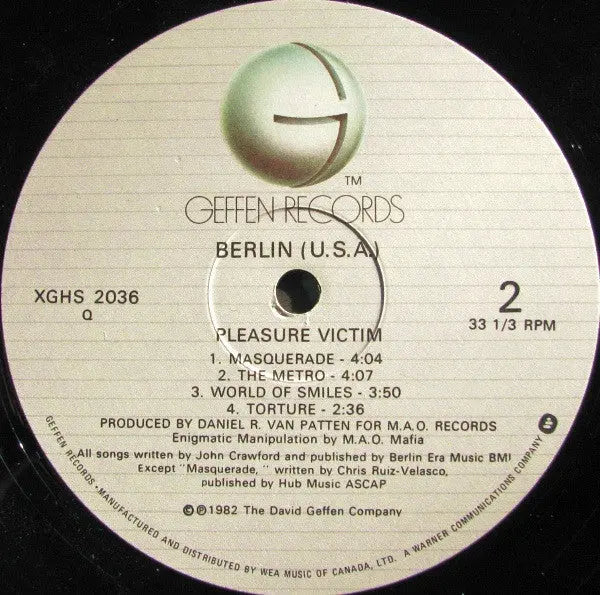 TM
GEFFEN RECORDS
BERLIN (U.S.A.)
XGHS 2036
Q
2
33 1/3 RPM
PLEASURE VICTIM
1. MASQUERADE - 4:04
2. THE METRO - 4:07
3. WORLD OF SMILES - 3:50
4. TORTURE - 2:36
PRODUCED BY DANIEL R. VAN PATTEN FOR M.A.O. RECORDS
Enigmatic Manipulation by M.A.O. Mafia
All songs written by John Crawford and published by Berlin Era Music BMI
Except "Masquerade, " written by Chris Ruiz-Velasco,
published by Hub Music ASCAP
©℗1982 The David Geffen Company
GEFFEN RECORDS • MANUFACTURED AND DISTRIBUTED BY WEA MUSIC OF CANADA, LTD. A WARNER COMMUNICATIONS COMPANY